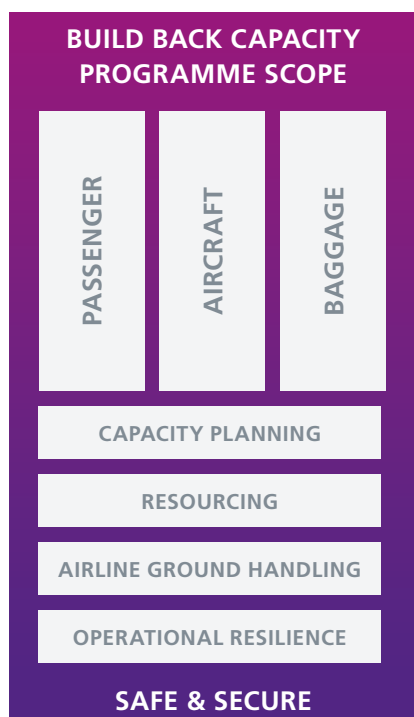 BUILD BACK CAPACITY
PROGRAMME SCOPE
PASSENGER
AIRCRAFT
BAGGAGE
CAPACITY PLANNING
RESOURCING
AIRLINE GROUND HANDLING
OPERATIONAL RESILIENCE
SAFE & SECURE